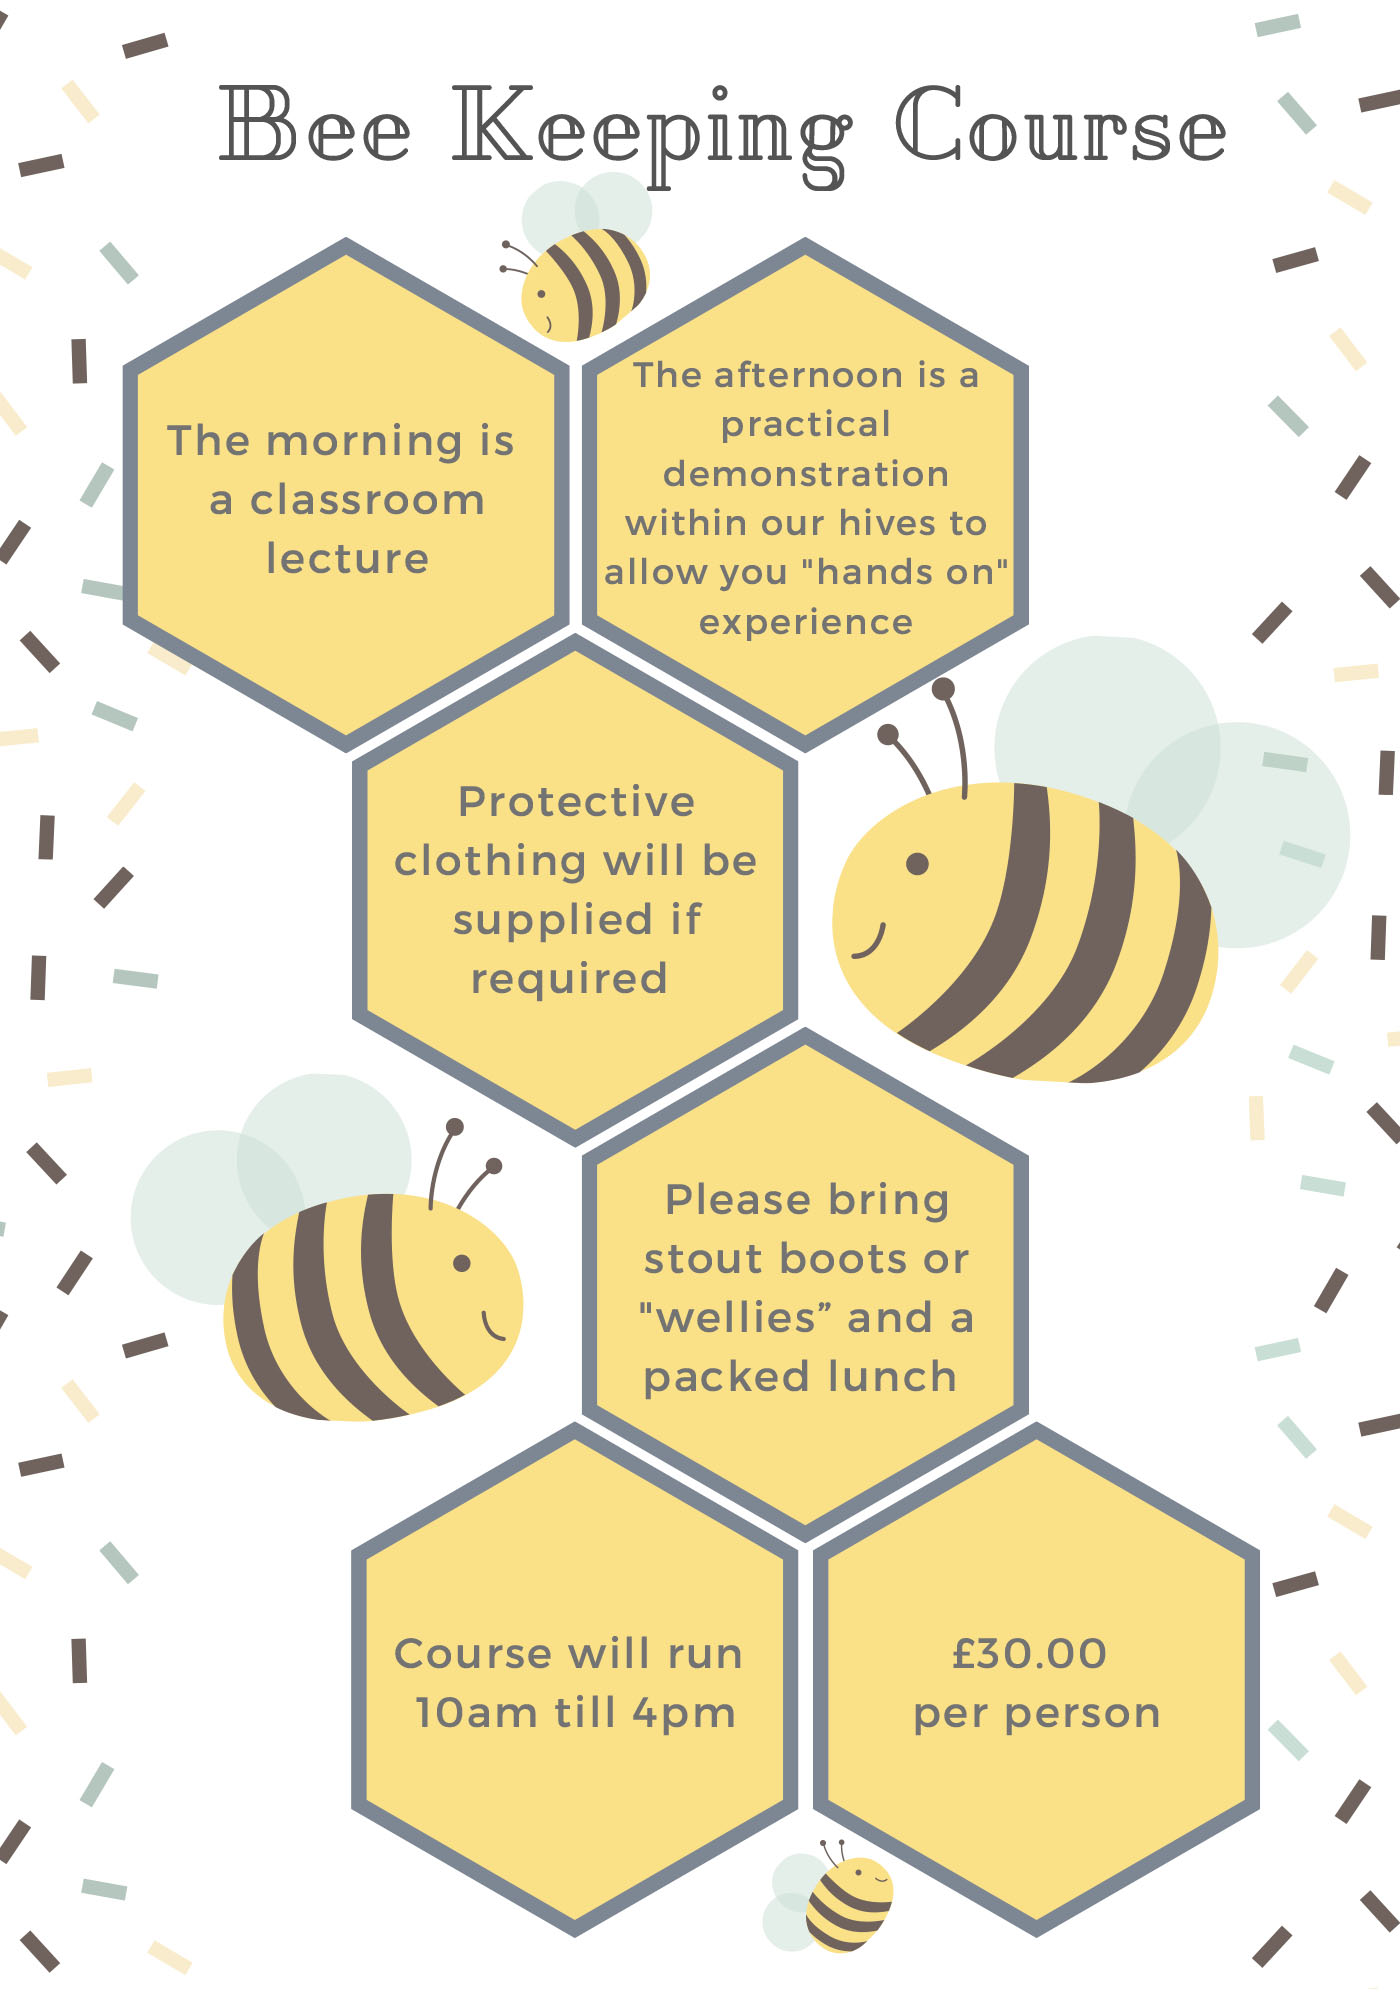 Bee Keeping Course
The morning is
a classroom
lecture
The afternoon is a
practical
demonstration
within our hives to
allow you "hands on"
experience
Protective
clothing will be
supplied if
required
Please bring
stout boots or
"wellies” and a
packed lunch
Course will run
10am till 4pm
£30.00
per person